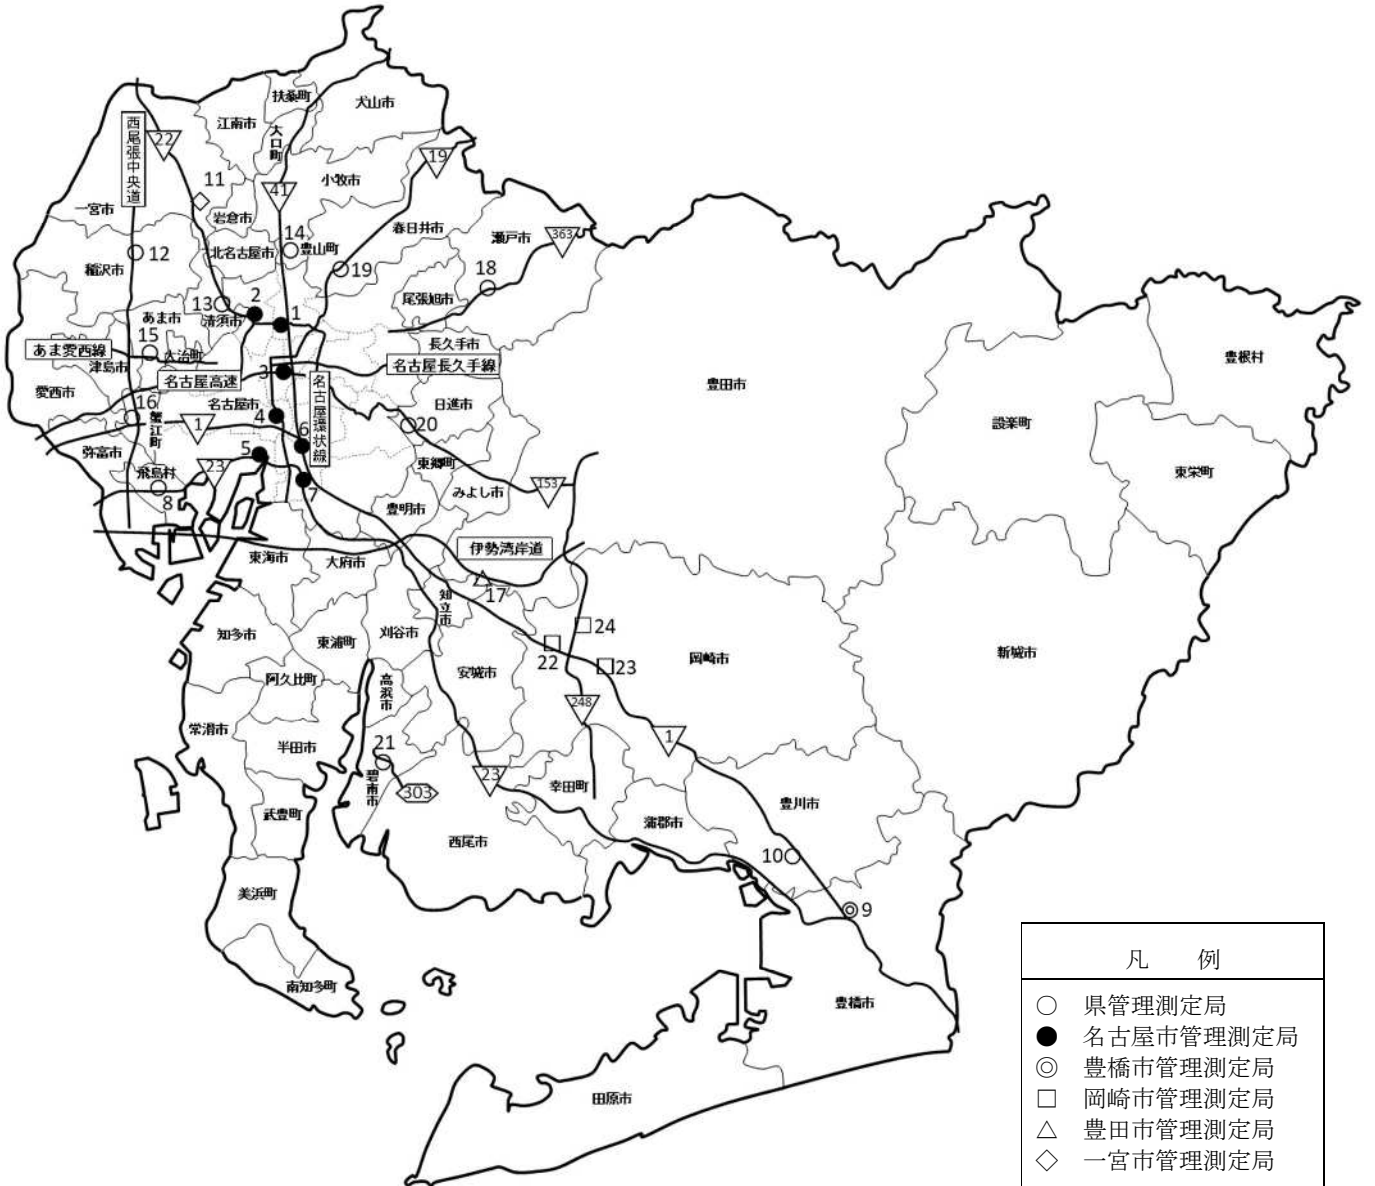 扶桑町
犬山市
江南市
大口町
西尾張中央道
22
19
小牧市
11
41
一宮市
岩倉市
春日井市
瀬戸市
363
14
豊山町
北名古屋市
12
稲沢市
19
18
尾張旭市
13
2
1
あま市
清須市
15
長久手市
あま愛西線
大治町
名古屋長久手線
豊根村
津島市
3
名古屋高速
名古屋環状線
豊田市
愛西市
名古屋市
日進市
16
蟹江町
4
20
設楽町
1
6
弥富市
5
東郷町
東栄町
飛島村
23
153
みよし市
7
8
豊明市
伊勢湾岸道
東海市
大府市
17
知立市
知多市
東浦町
刈谷市
24
22
23
岡崎市
新城市
安城市
阿久比町
高浜市
248
常滑市
半田市
1
21
23
碧南市
303
幸田町
豊川市
武豊町
蒲郡市
西尾市
10
美浜町
9
南知多町
豊橋市
田原市
凡 例
○ 県管理測定局
● 名古屋市管理測定局
◎ 豊橋市管理測定局
□ 岡崎市管理測定局
△ 豊田市管理測定局
◇ 一宮市管理測定局